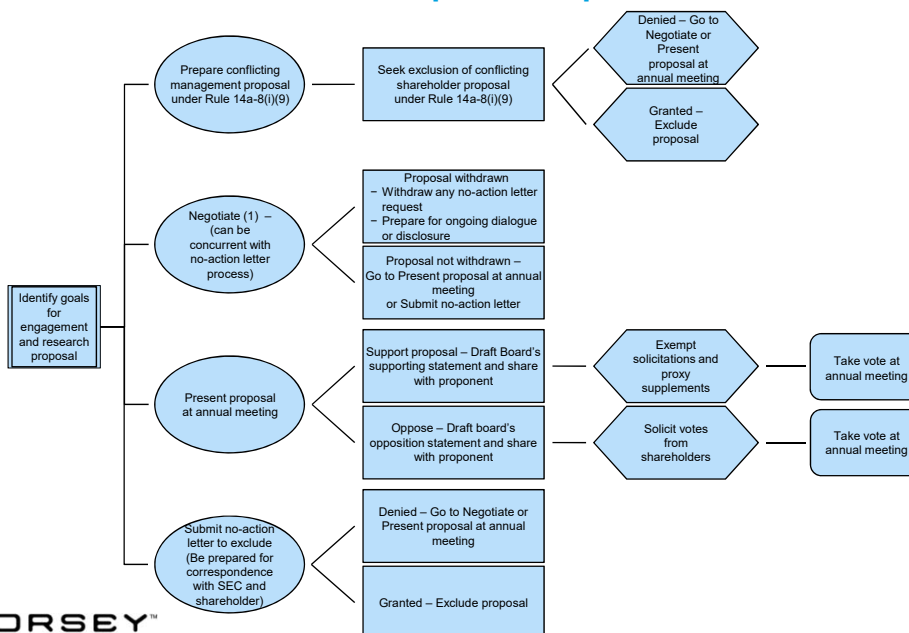 Identify goals
for
engagement
and research
proposal
Prepare conflicting
management proposal
under Rule 14a-8(i)(9)
Seek exclusion of conflicting
shareholder proposal
under Rule 14a-8(i)(9)
Denied – Go to
Negotiate or
Present
proposal at
annual meeting
Granted –
Exclude
proposal
Negotiate (1) –
(can be
concurrent with
no-action letter
process)
Proposal withdrawn
− Withdraw any no-action letter
request
− Prepare for ongoing dialogue
or disclosure
Proposal not withdrawn –
Go to Present proposal at annual
meeting
or Submit no-action letter
Present proposal
at annual meeting
Support proposal – Draft Board's
supporting statement and share
with proponent
Exempt
solicitations and
proxy
supplements
Take vote at
annual meeting
Oppose – Draft board's
opposition statement and share
with proponent
Solicit votes
from
shareholders
Take vote at
annual meeting
Submit no-action
letter to exclude
(Be prepared for
correspondence
with SEC and
shareholder)
Denied – Go to Negotiate or
Present proposal at annual
meeting
Granted – Exclude proposal
ORSEY™